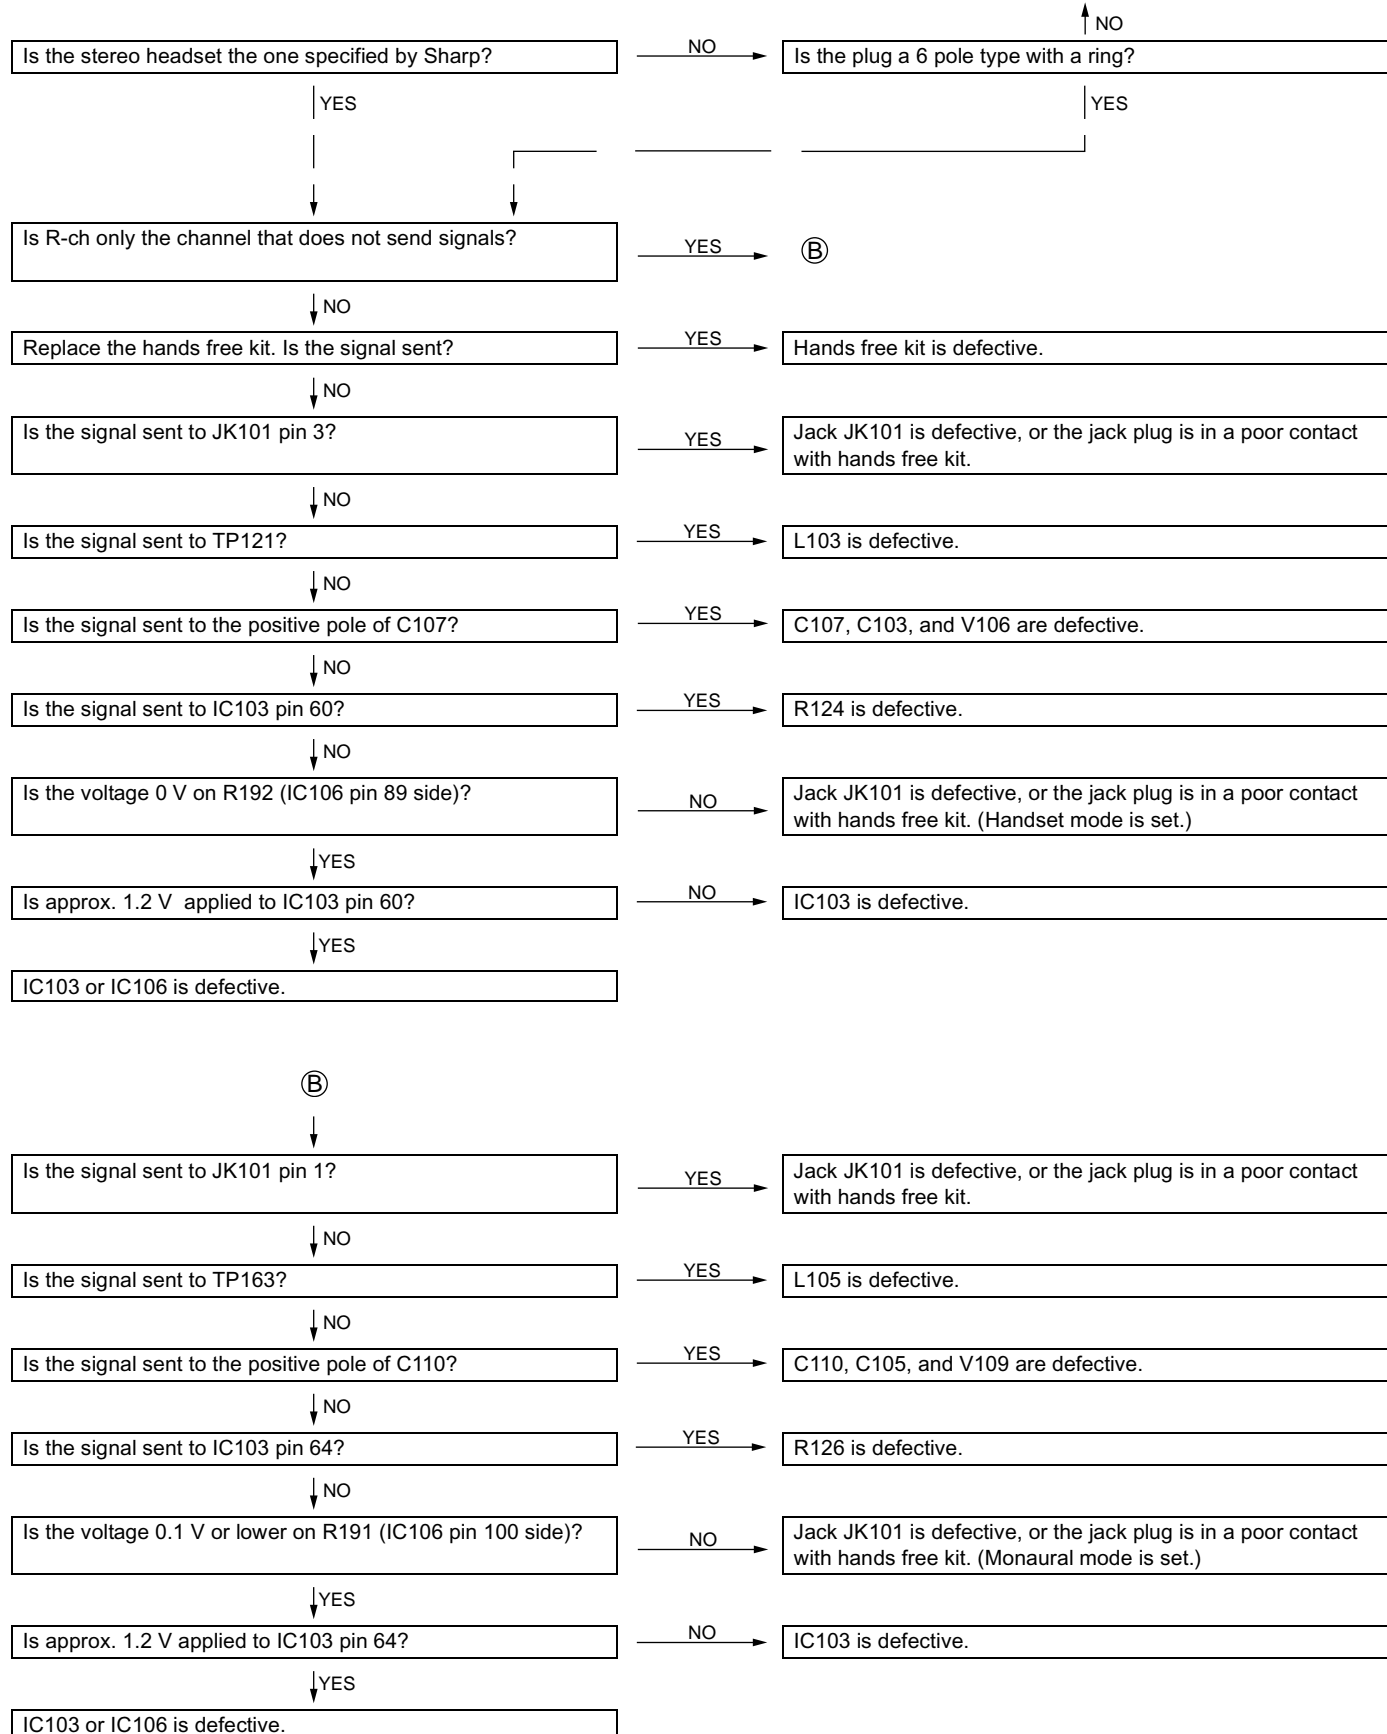 NO
Is the stereo headset the one specified by Sharp?
NO
Is the plug a 6 pole type with a ring?
YES
YES
Is R-ch only the channel that does not send signals?
YES
B
NO
Replace the hands free kit. Is the signal sent?
YES
Hands free kit is defective.
NO
Is the signal sent to JK101 pin 3?
YES
Jack JK101 is defective, or the jack plug is in a poor contact
with hands free kit.
NO
Is the signal sent to TP121?
YES
L103 is defective.
NO
Is the signal sent to the positive pole of C107?
YES
C107, C103, and V106 are defective.
NO
Is the signal sent to IC103 pin 60?
YES
R124 is defective.
NO
Is the voltage 0 V on R192 (IC106 pin 89 side)?
NO
Jack JK101 is defective, or the jack plug is in a poor contact
with hands free kit. (Handset mode is set.)
YES
Is approx. 1.2 V applied to IC103 pin 60?
NO
IC103 is defective.
YES
IC103 or IC106 is defective.
B
Is the signal sent to JK101 pin 1?
YES
Jack JK101 is defective, or the jack plug is in a poor contact
with hands free kit.
NO
Is the signal sent to TP163?
YES
L105 is defective.
NO
Is the signal sent to the positive pole of C110?
YES
C110, C105, and V109 are defective.
NO
Is the signal sent to IC103 pin 64?
YES
R126 is defective.
NO
Is the voltage 0.1 V or lower on R191 (IC106 pin 100 side)?
NO
Jack JK101 is defective, or the jack plug is in a poor contact
with hands free kit. (Monaural mode is set.)
YES
Is approx. 1.2 V applied to IC103 pin 64?
NO
IC103 is defective.
YES
IC103 or IC106 is defective.